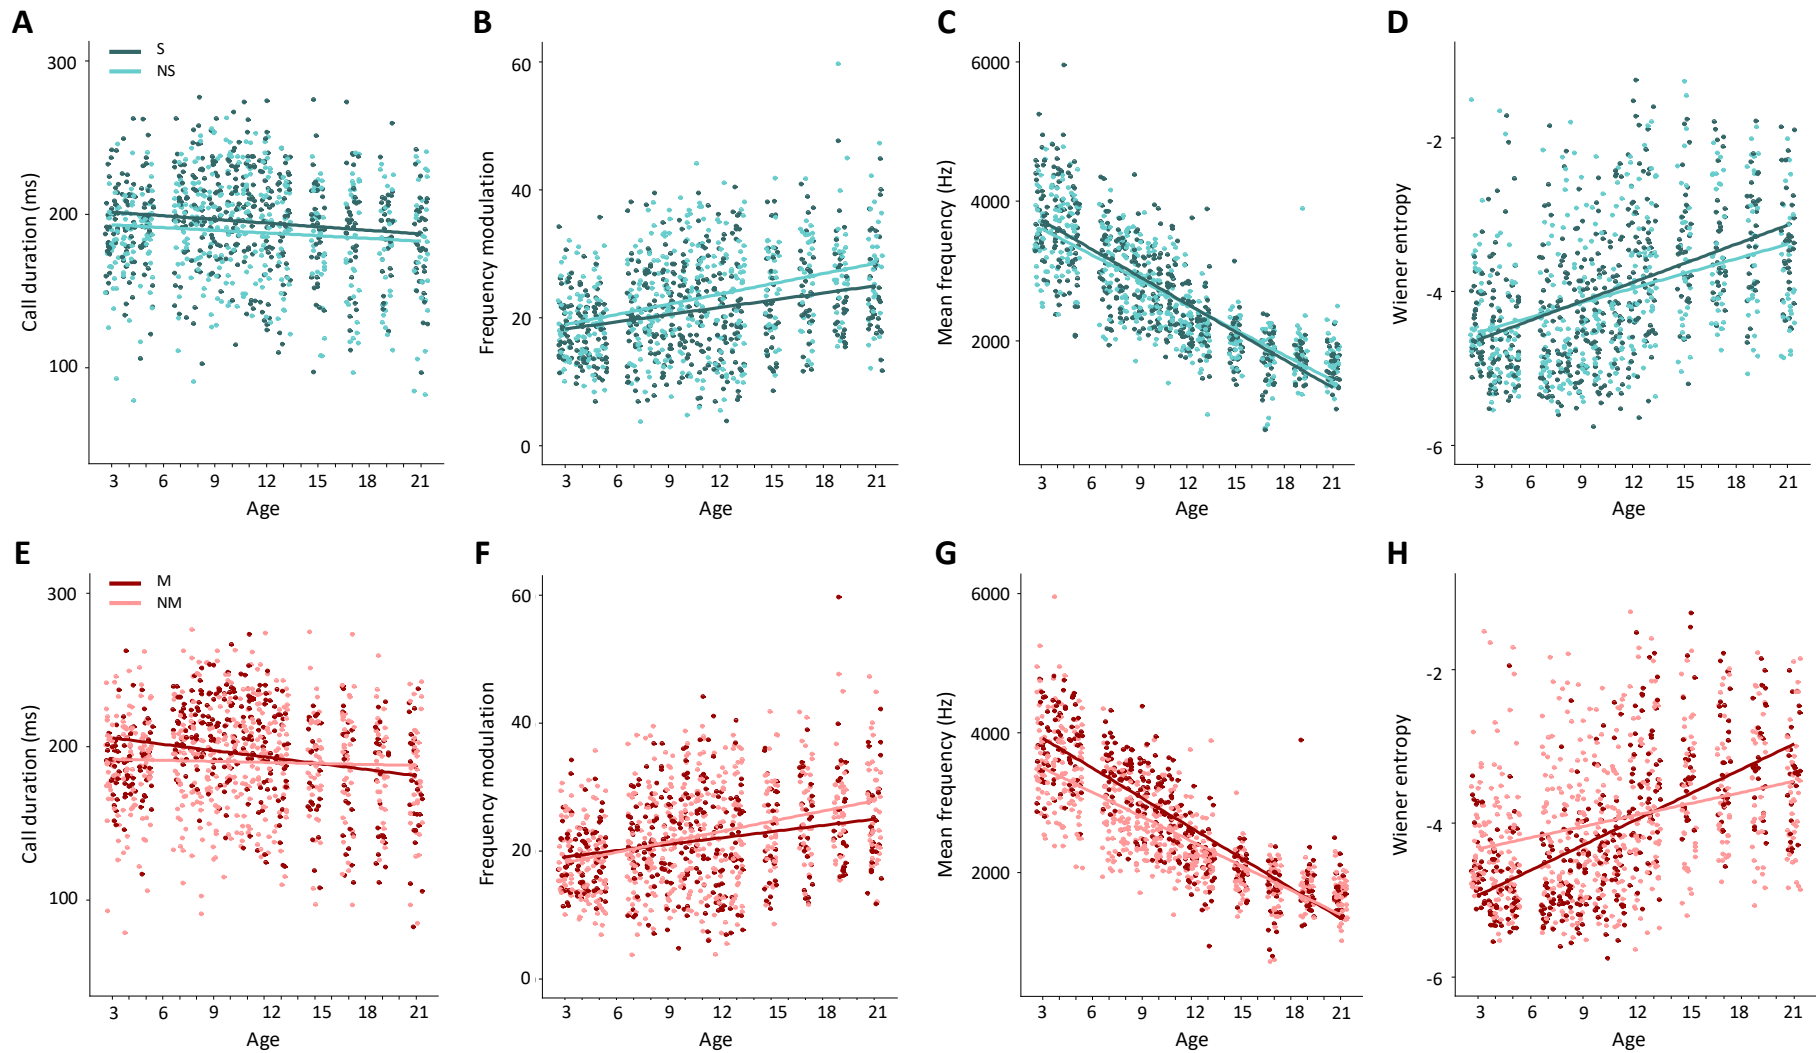 A
S
NS
300
200
100
Call duration (ms)
3 6 9 12 15 18 21
Age
B
60
40
20
0
Frequency modulation
3 6 9 12 15 18 21
Age
C
6000
4000
2000
Mean frequency (Hz)
3 6 9 12 15 18 21
Age
D
-2
-4
-6
Wiener entropy
3 6 9 12 15 18 21
Age
E
M
NM
300
200
100
Call duration (ms)
3 6 9 12 15 18 21
Age
F
60
40
20
0
Frequency modulation
3 6 9 12 15 18 21
Age
G
6000
4000
2000
Mean frequency (Hz)
3 6 9 12 15 18 21
Age
H
-2
-4
-6
Wiener entropy
3 6 9 12 15 18 21
Age